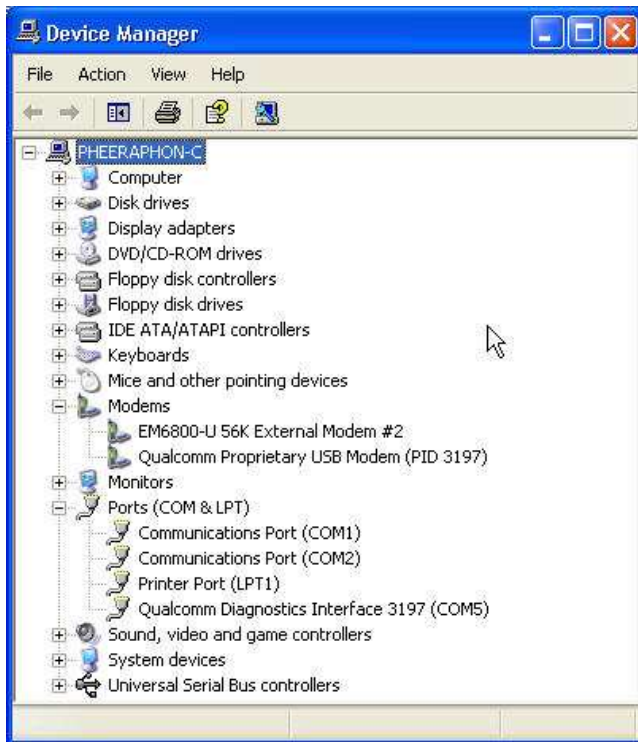 Device Manager
File Action View Help
PHEERAPHON-C
Computer
Disk drives
Display adapters
DVD/CD-ROM drives
Floppy disk controllers
Floppy disk drives
IDE ATA/ATAPI controllers
Keyboards
Mice and other pointing devices
Modems
EM6800-U 56K External Modem #2
Qualcomm Proprietary USB Modem (PID 3197)
Monitors
Ports (COM & LPT)
Communications Port (COM1)
Communications Port (COM2)
Printer Port (LPT1)
Qualcomm Diagnostics Interface 3197 (COM5)
Sound, video and game controllers
System devices
Universal Serial Bus controllers